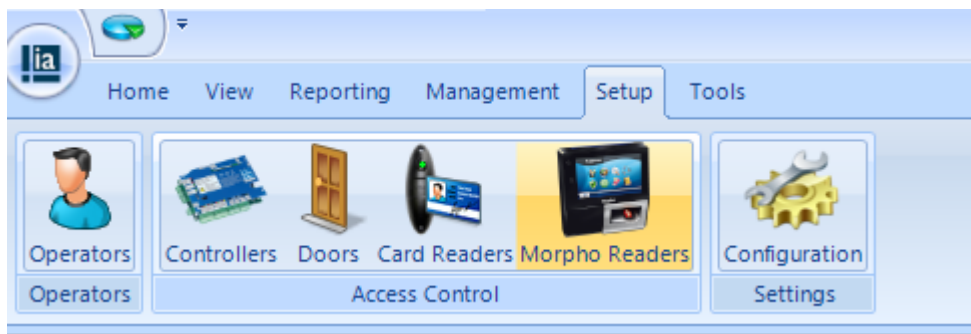 ia
Home View Reporting Management Setup Tools
Operators Controllers Doors Card Readers Morpho Readers Configuration
Operators Access Control Settings